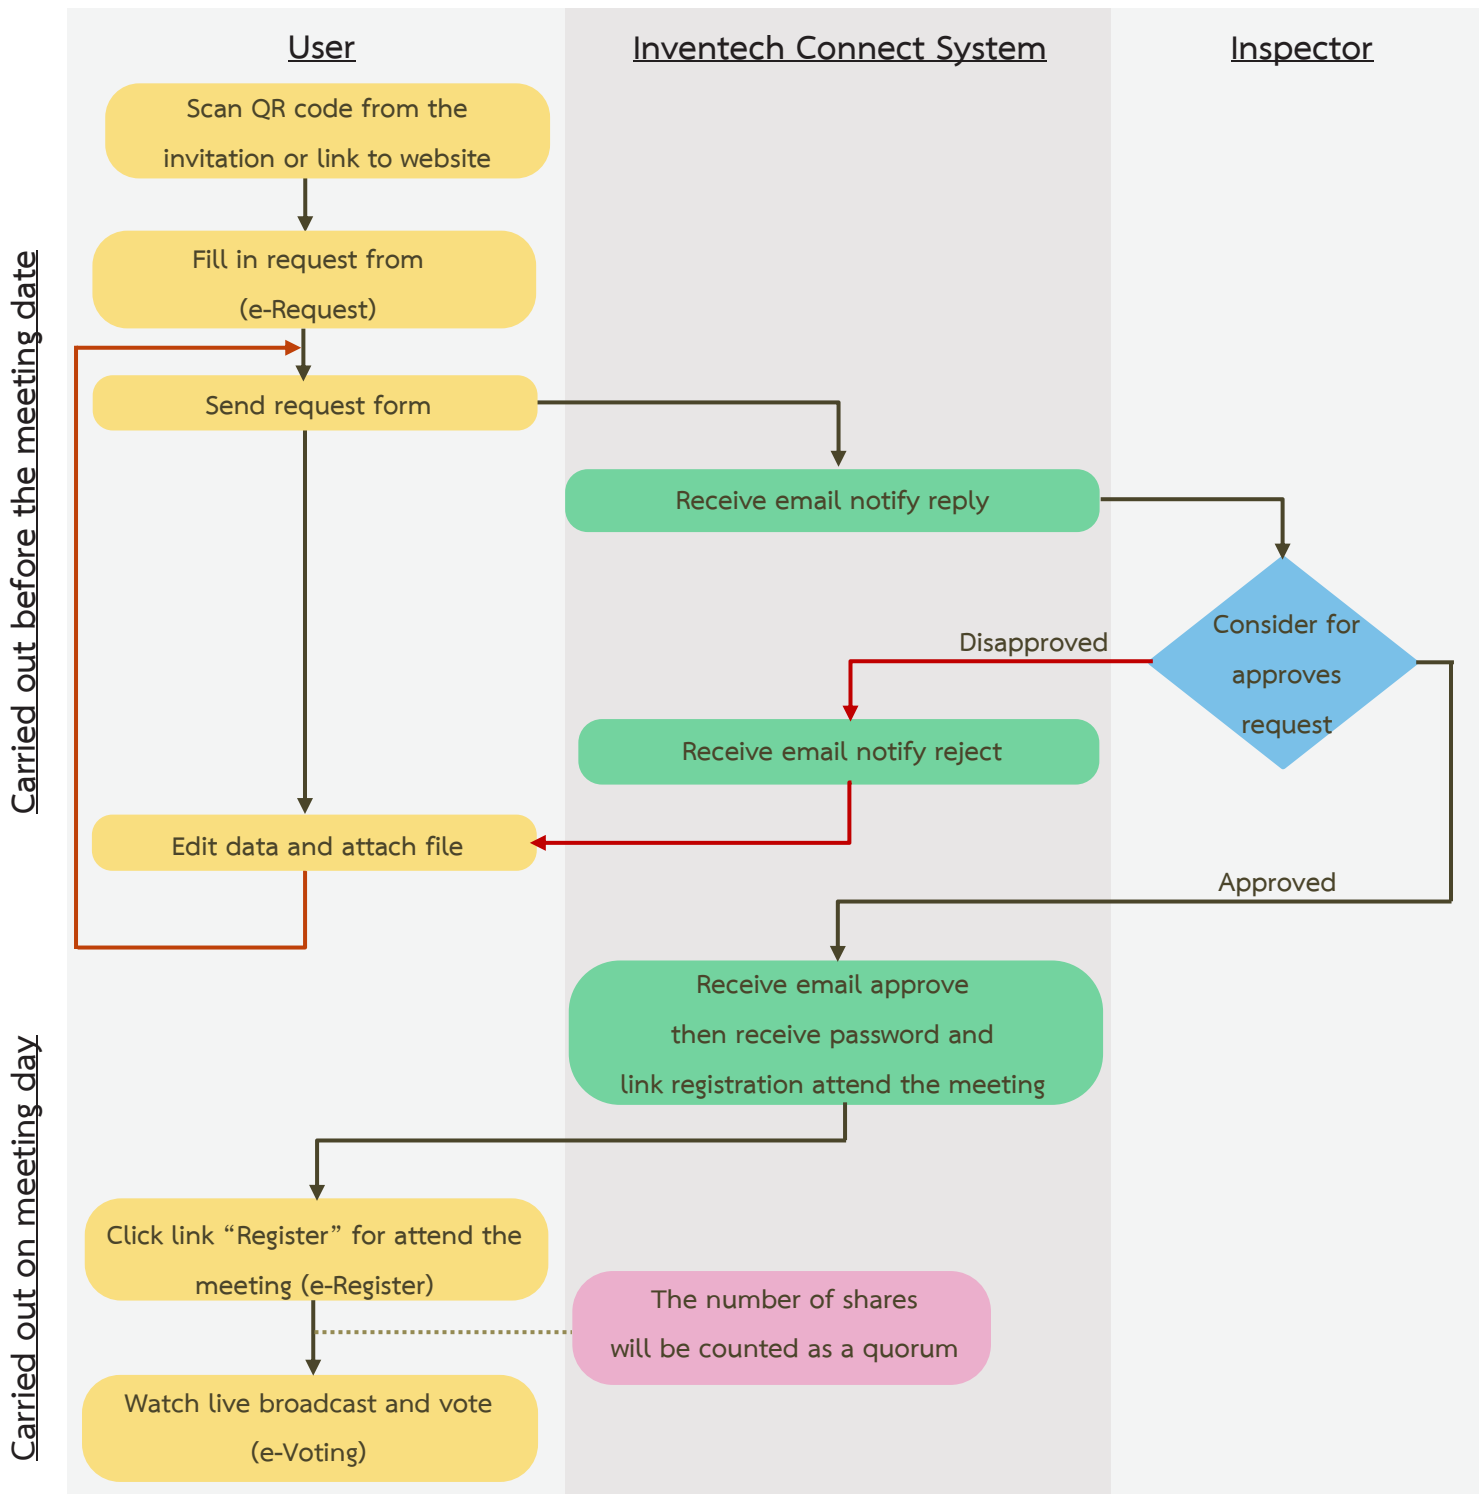 User
Inventech Connect System
Inspector
Carried out before the meeting date
Scan QR code from the
invitation or link to website
Fill in request from
(e-Request)
Send request form
Receive email notify reply
Consider for
approves
request
Disapproved
Receive email notify reject
Edit data and attach file
Approved
Carried out on meeting day
Receive email approve
then receive password and
link registration attend the meeting
Click link “Register” for attend the
meeting (e-Register)
The number of shares
will be counted as a quorum
Watch live broadcast and vote
(e-Voting)